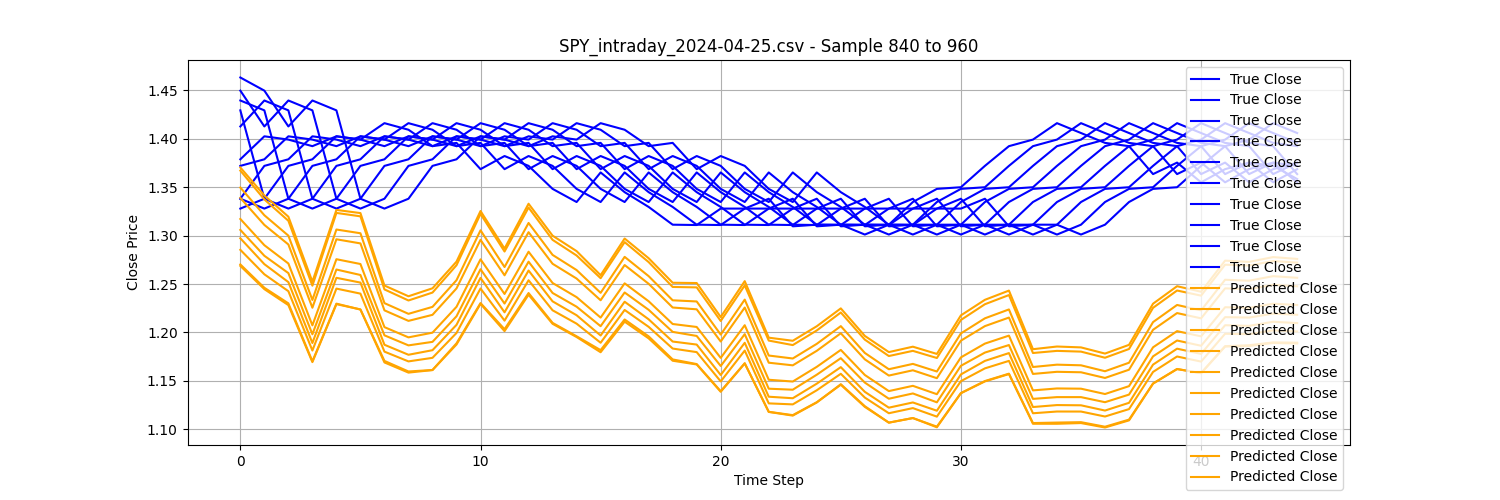 SPY_intraday_2024-04-25.csv - Sample 840 to 960
Close Price
1.45
1.40
1.35
1.30
1.25
1.20
1.15
1.10
0
10
20
30
40
Time Step
True Close
True Close
True Close
True Close
True Close
True Close
True Close
True Close
True Close
True Close
Predicted Close
Predicted Close
Predicted Close
Predicted Close
Predicted Close
Predicted Close
Predicted Close
Predicted Close
Predicted Close
Predicted Close